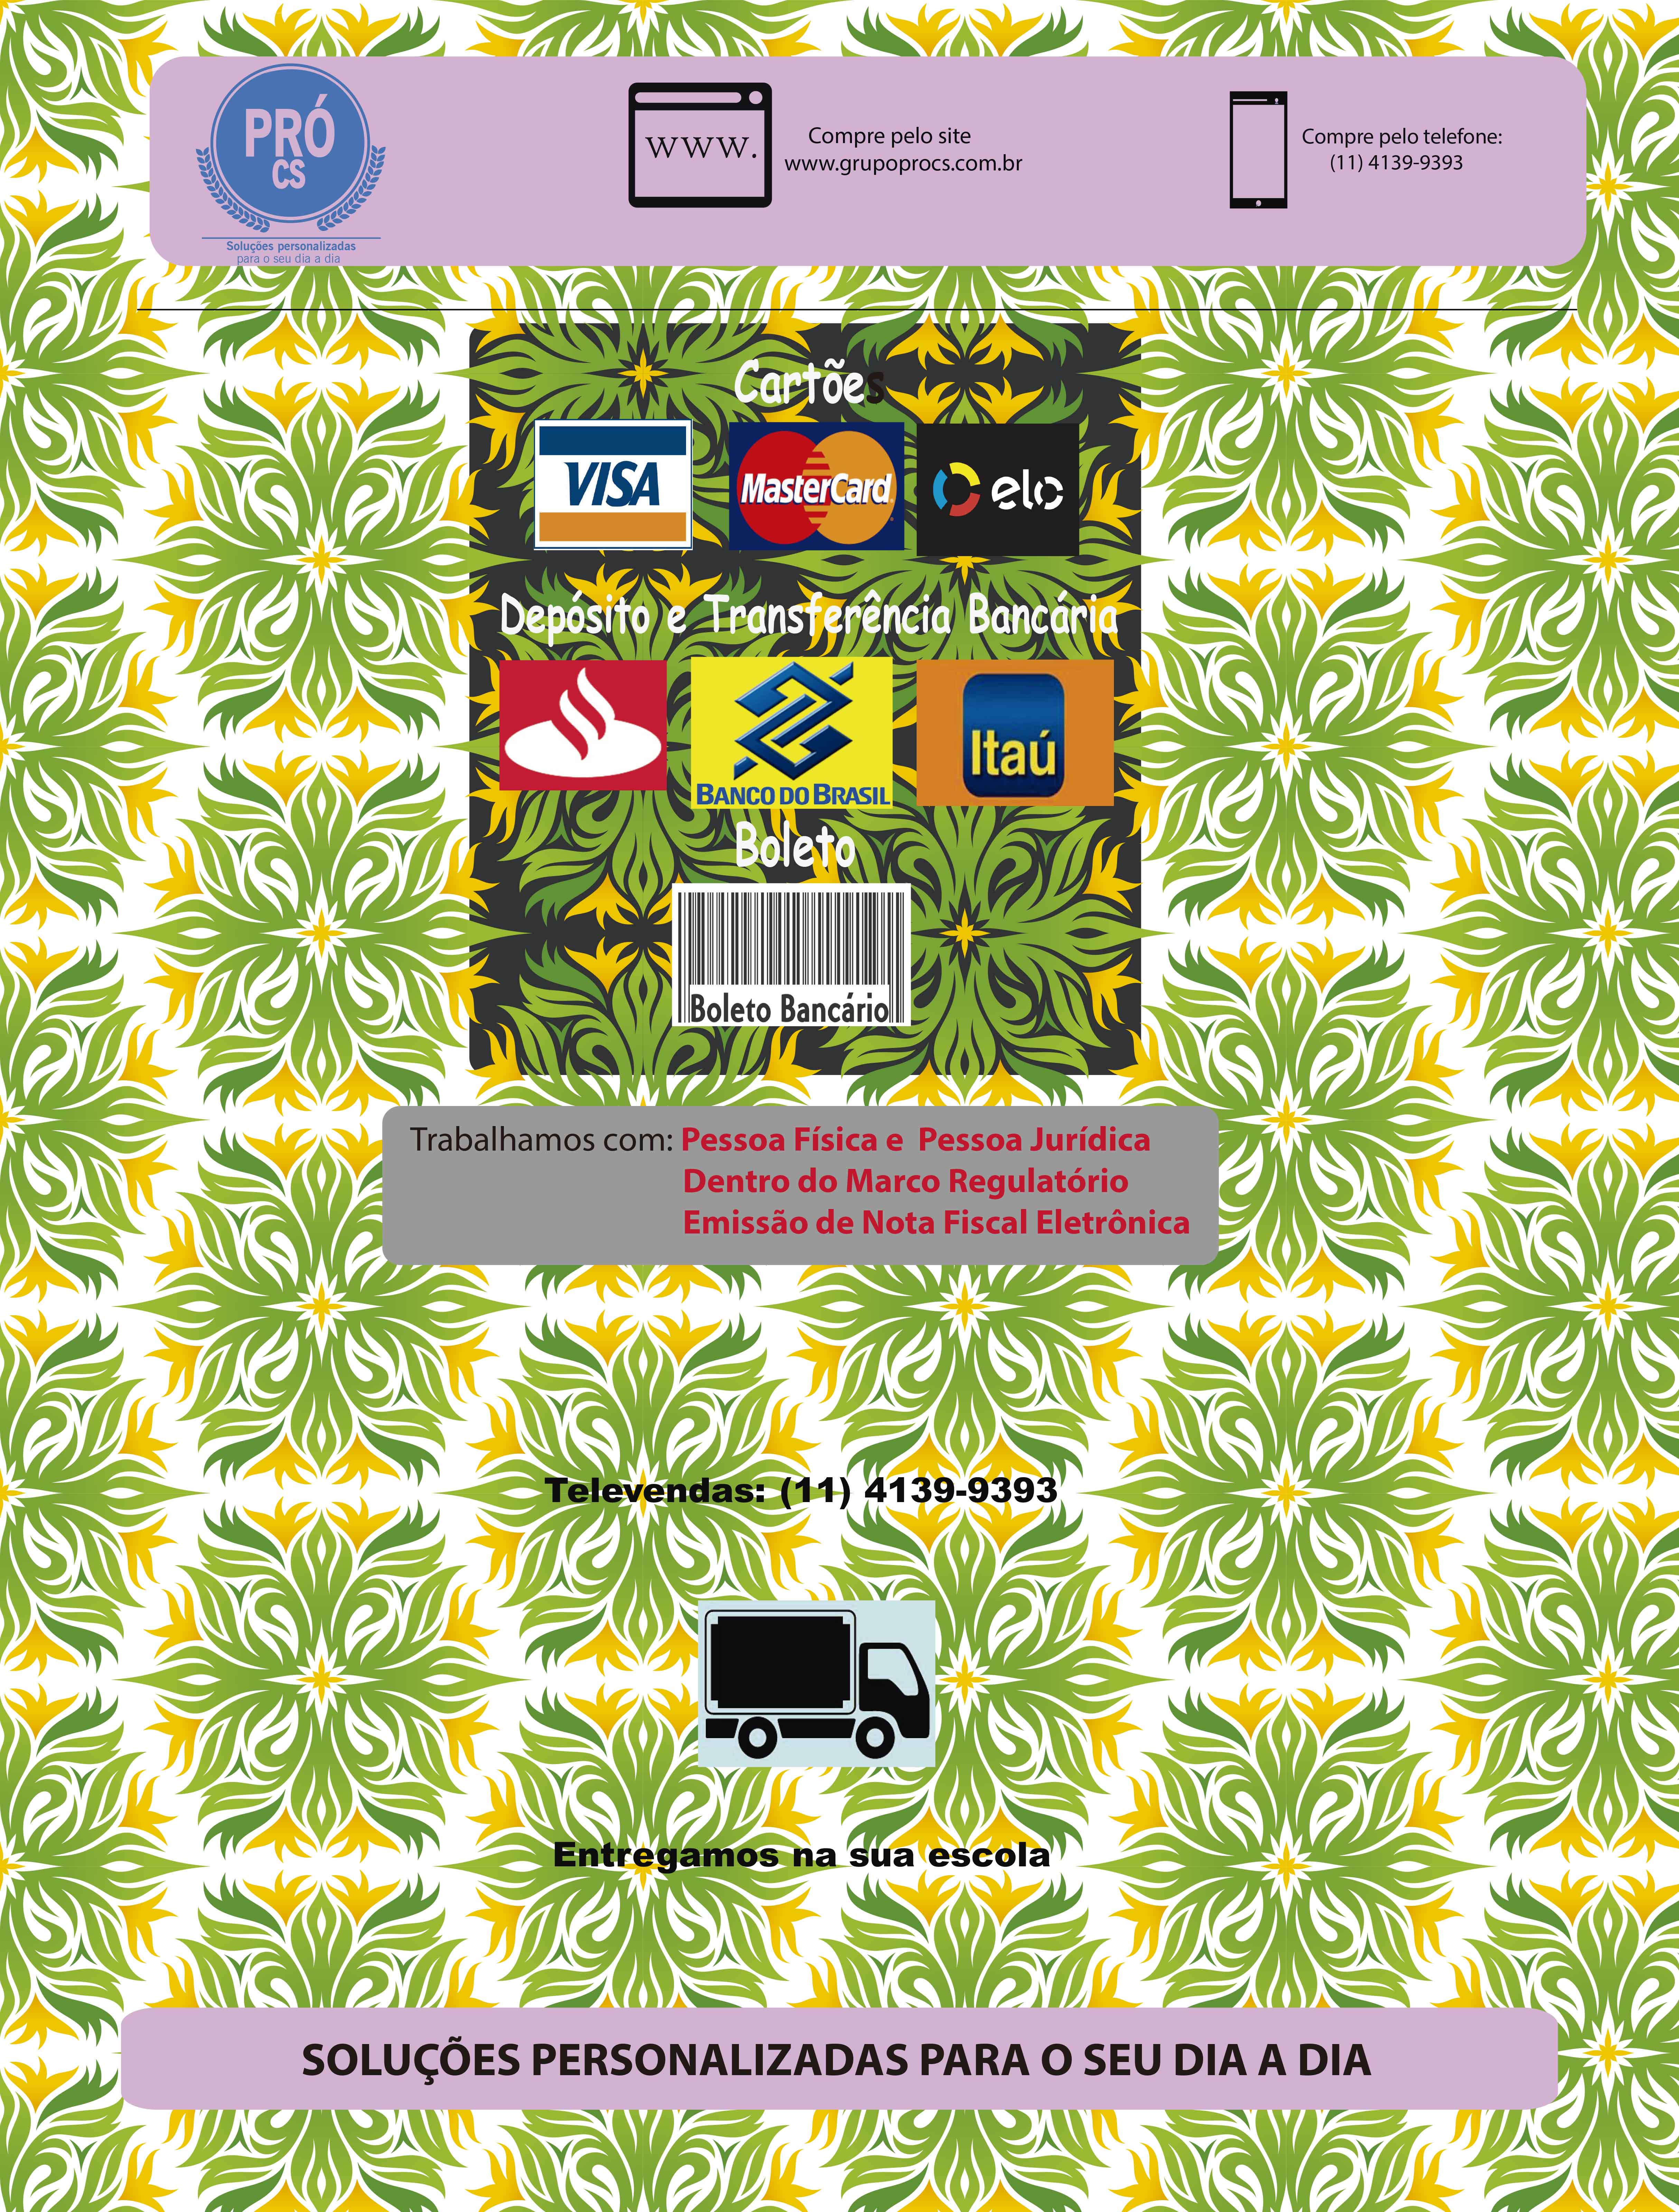 PRÓ
CS
Soluções personalizadas
para o seu dia a dia
www.
Compre pelo site
www.grupoprocs.com.br
Compre pelo telefone:
(11) 4139-9393
Cartões
VISA
MasterCard
elo
Depósito e Transferência Bancária
BANCO DO BRASIL
Itaú
Boleto
Boleto Bancário
Trabalhamos com: Pessoa Física e Pessoa Jurídica
Dentro do Marco Regulatório
Emissão de Nota Fiscal Eletrônica
Televendas: (11) 4139-9393
Entregamos na sua escola
SOLUÇÕES PERSONALIZADAS PARA O SEU DIA A DIA